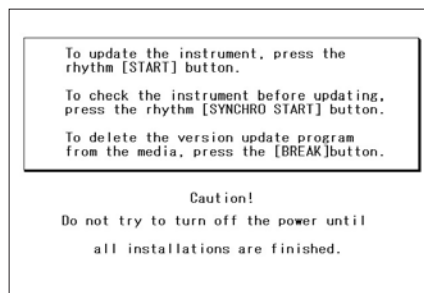 To update the instrument, press the
rhythm [START] button.
To check the instrument before updating,
press the rhythm [SYNCHRO START] button.
To delete the version update program
from the media, press the [BREAK]button.
Caution!
Do not try to turn off the power until
all installations are finished.